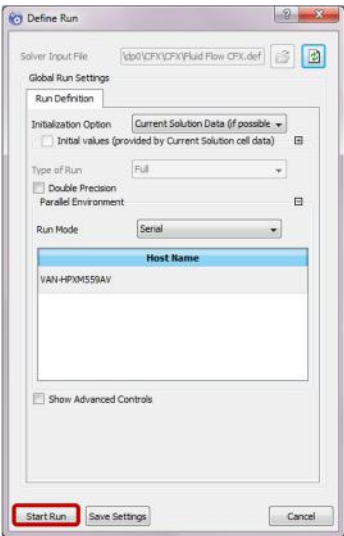 Define Run
Solver Input File \dp0\CFX\CFX\Fluid Flow CFX.def
Global Run Settings
Run Definition
Initialization Option Current Solution Data (if possible
Initial values (provided by Current Solution cell data)
Type of Run Full
Double Precision
Parallel Environment
Run Mode Serial
Host Name
VAN-HPXM559AV
Show Advanced Controls
Start Run Save Settings Cancel